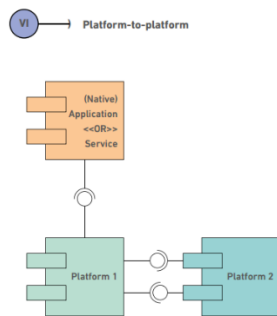 VI Platform-to-platform
(Native)
Application
<<OR>>
Service
Platform 1 Platform 2